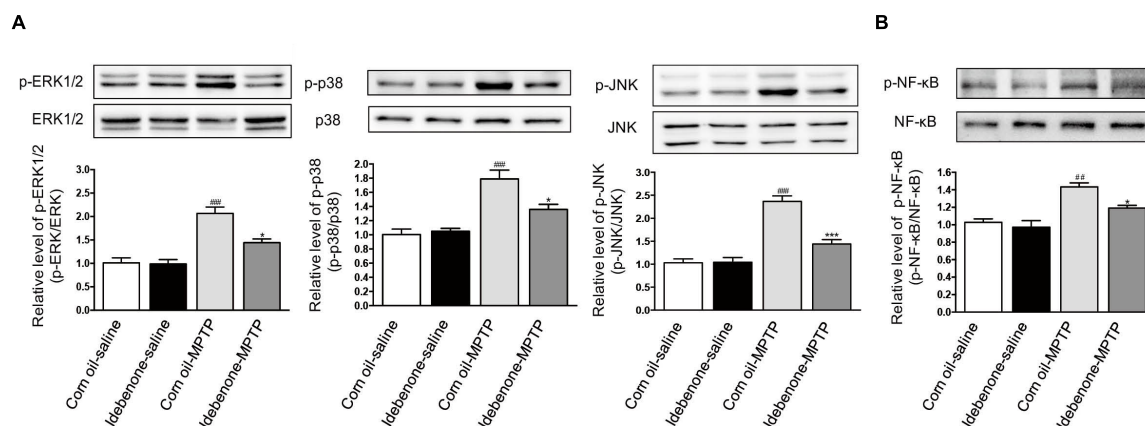 A
B
p-ERK1/2
ERK1/2
Relative level of p-ERK1/2
(p-ERK/ERK)
3.0
2.5
2.0
1.5
1.0
0.5
0.0
###
*
Corn oil-saline
Idebenone-saline
Corn oil-MPTP
Idebenone-MPTP
p-p38
p38
Relative level of p-p38
(p-p38/p38)
2.0
1.8
1.6
1.4
1.2
1.0
0.8
0.6
0.4
0.2
0.0
###
*
Corn oil-saline
Idebenone-saline
Corn oil-MPTP
Idebenone-MPTP
p-JNK
JNK
Relative level of p-JNK
(p-JNK/JNK)
3.0
2.5
2.0
1.5
1.0
0.5
0.0
###
***
Corn oil-saline
Idebenone-saline
Corn oil-MPTP
Idebenone-MPTP
p-NF-κB
NF-κB
Relative level of p-NF-κB
(p-NF-κB/NF-κB)
1.6
1.4
1.2
1.0
0.8
0.6
0.4
0.2
0.0
##
*
Corn oil-saline
Idebenone-saline
Corn oil-MPTP
Idebenone-MPTP